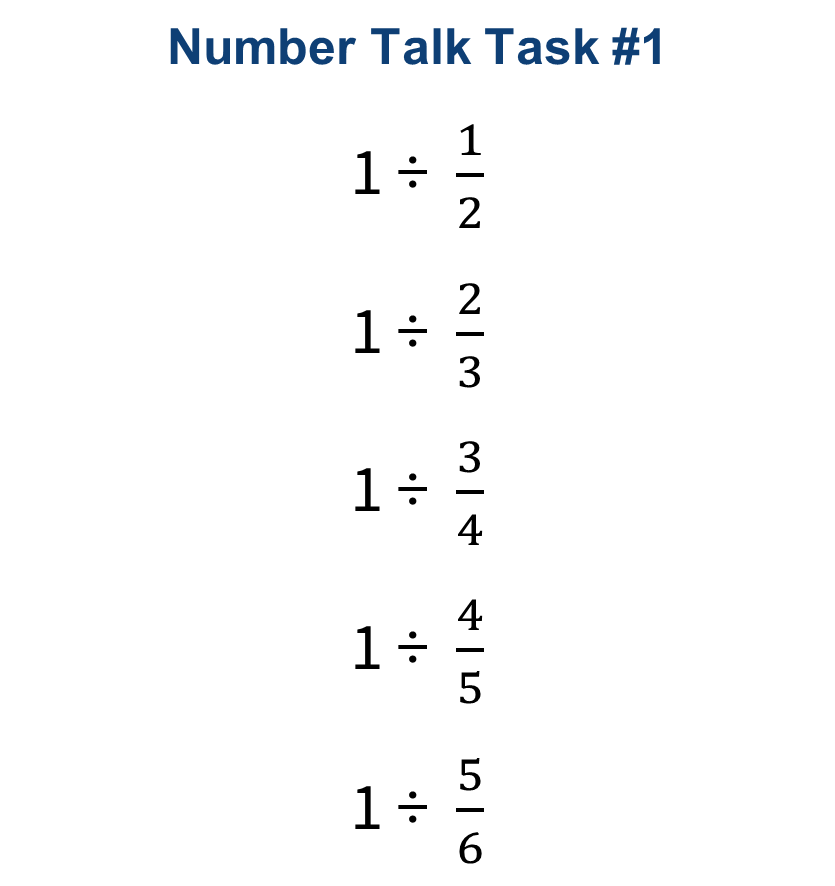 Number Talk Task #1
1 ÷ 1/2
1 ÷ 2/3
1 ÷ 3/4
1 ÷ 4/5
1 ÷ 5/6